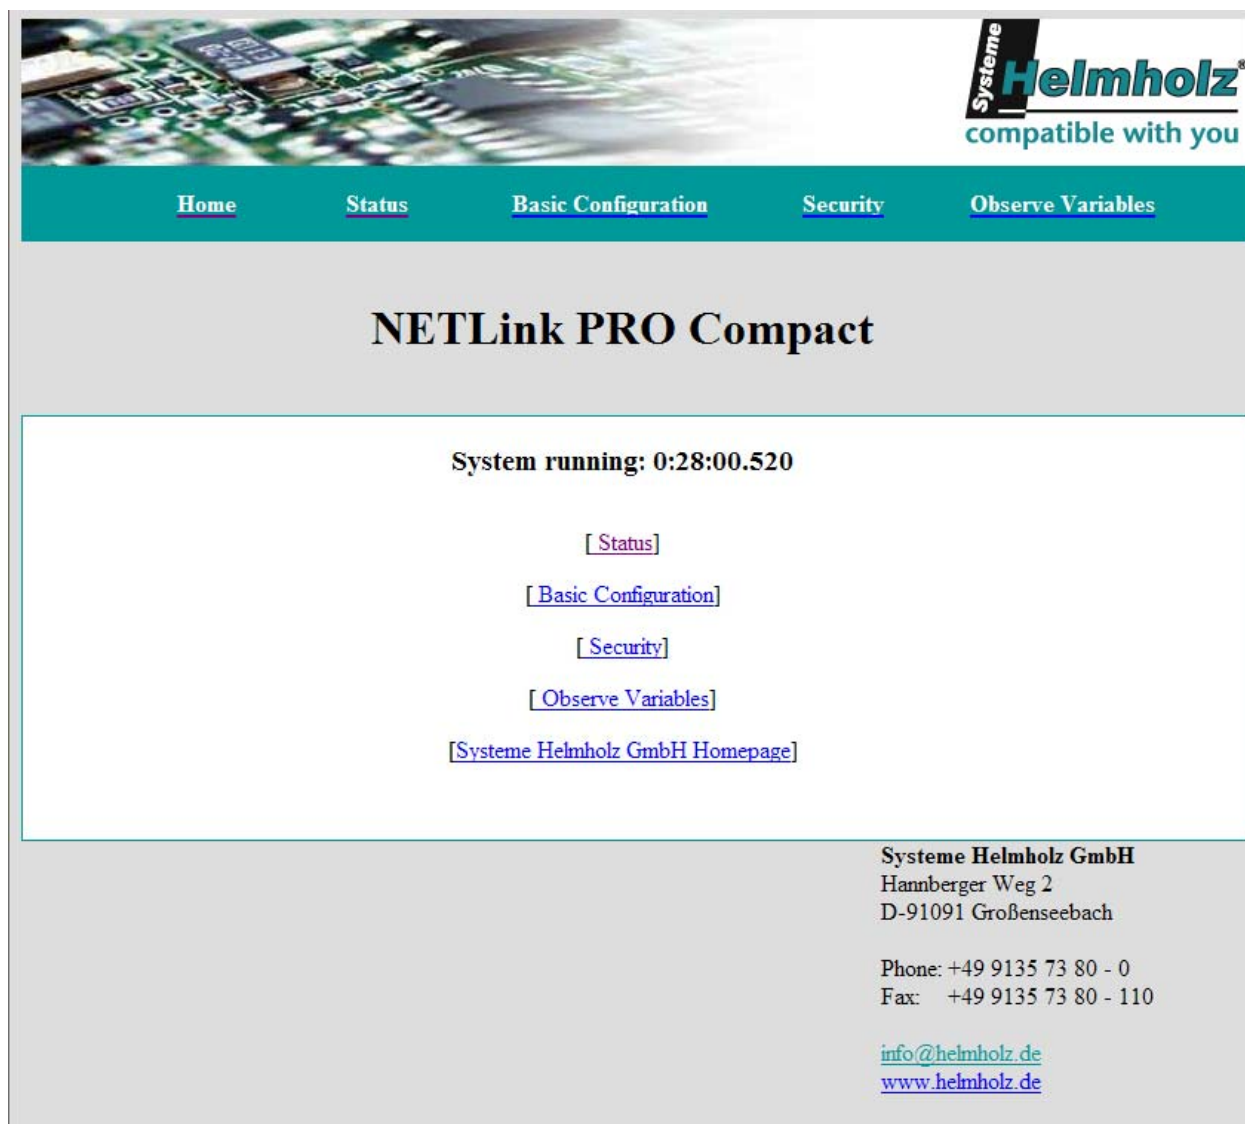 Systeme
Helmholz®
compatible with you
Home Status Basic Configuration Security Observe Variables
NETLink PRO Compact
System running: 0:28:00.520
[ Status]
[ Basic Configuration]
[ Security]
[ Observe Variables]
[Systeme Helmholz GmbH Homepage]
Systeme Helmholz GmbH
Hannberger Weg 2
D-91091 Großenseebach
Phone: +49 9135 73 80 - 0
Fax: +49 9135 73 80 - 110
info@helmholz.de
www.helmholz.de